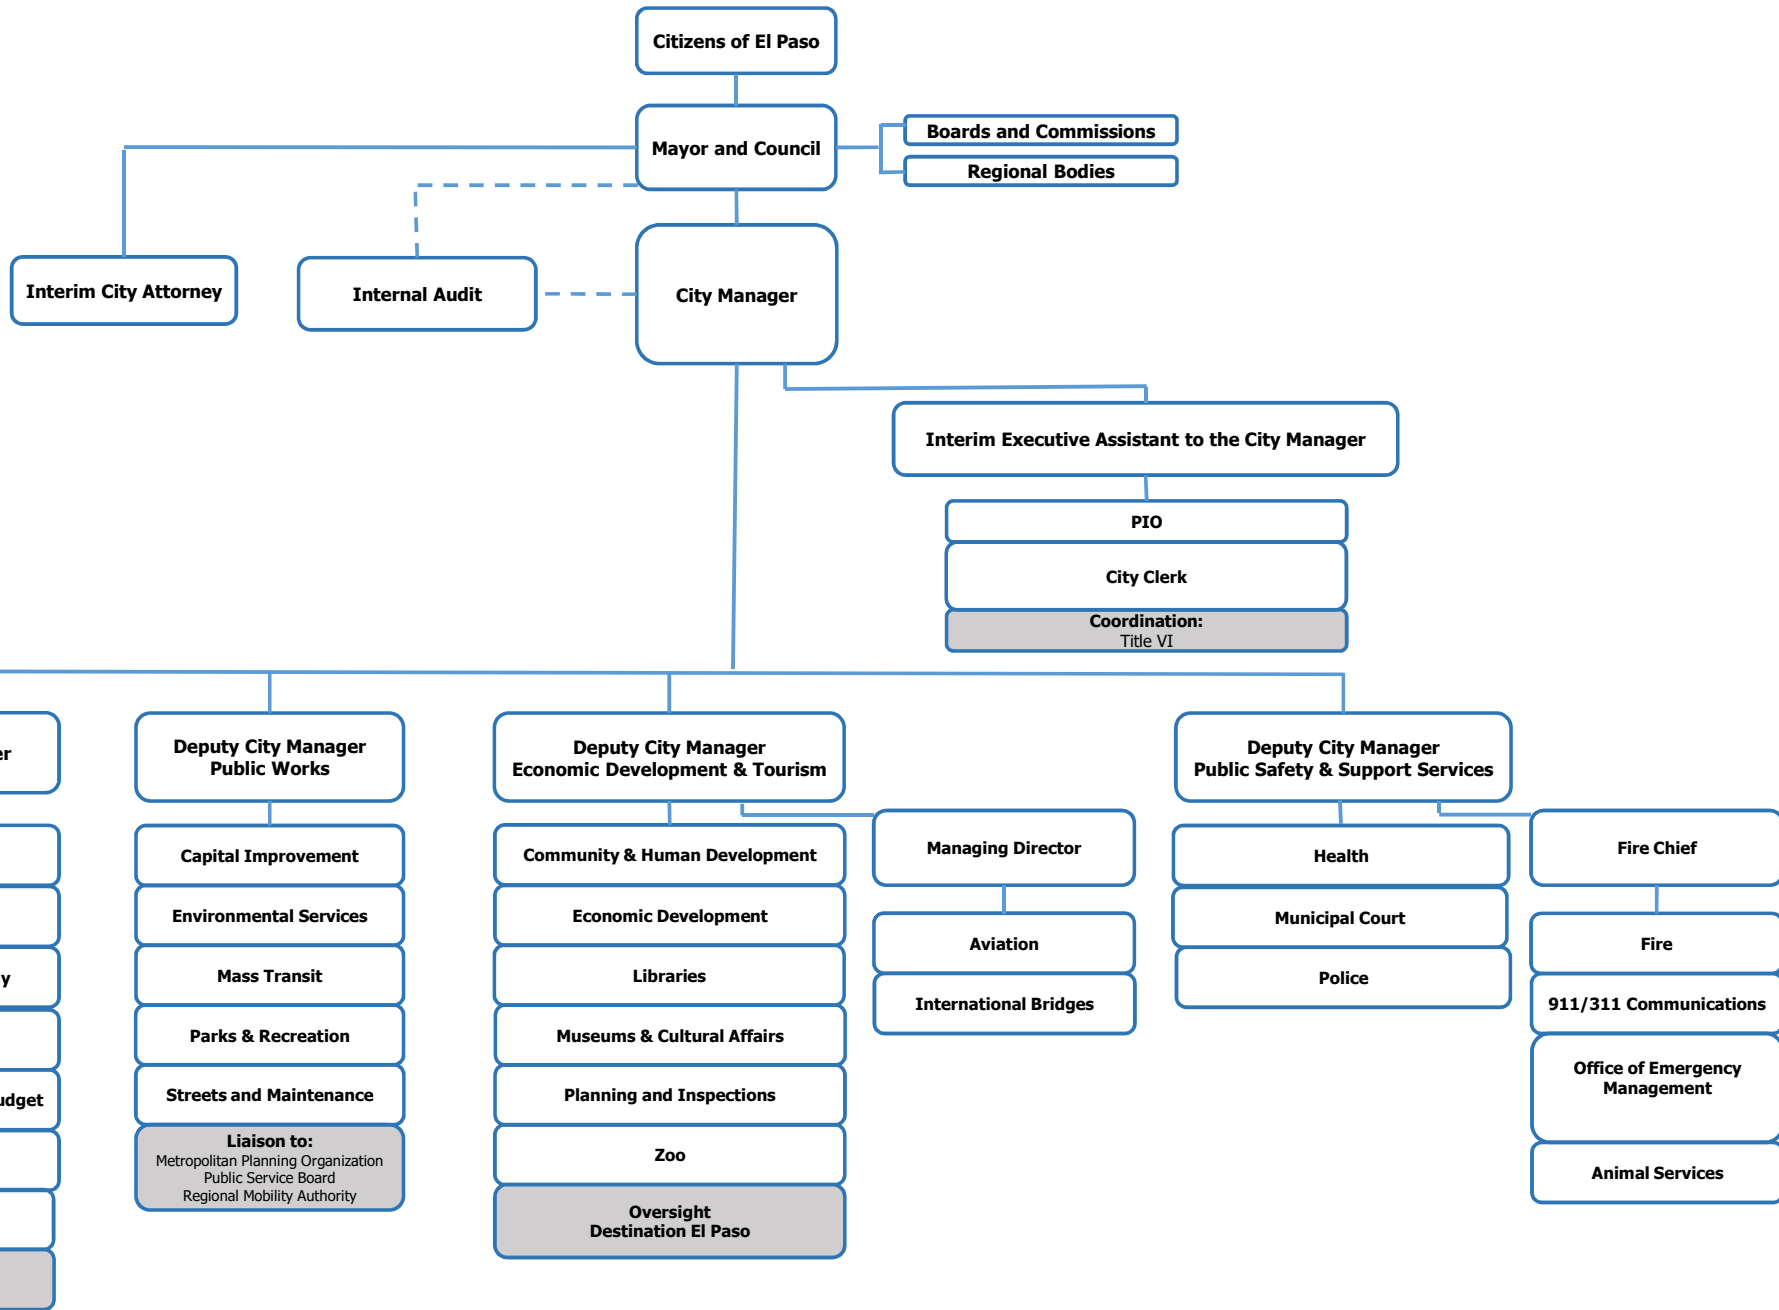 Citizens of El Paso
Mayor and Council
Boards and Commissions
Regional Bodies
Interim City Attorney
Internal Audit
City Manager
Interim Executive Assistant to the City Manager
PIO
City Clerk
Coordination:
Title VI
er
y
udget
Deputy City Manager
Public Works
Capital Improvement
Environmental Services
Mass Transit
Parks & Recreation
Streets and Maintenance
Liaison to:
Metropolitan Planning Organization
Public Service Board
Regional Mobility Authority
Deputy City Manager
Economic Development & Tourism
Community & Human Development
Economic Development
Libraries
Museums & Cultural Affairs
Planning and Inspections
Zoo
Oversight
Destination El Paso
Managing Director
Aviation
International Bridges
Deputy City Manager
Public Safety & Support Services
Health
Municipal Court
Police
Fire Chief
Fire
911/311 Communications
Office of Emergency
Management
Animal Services